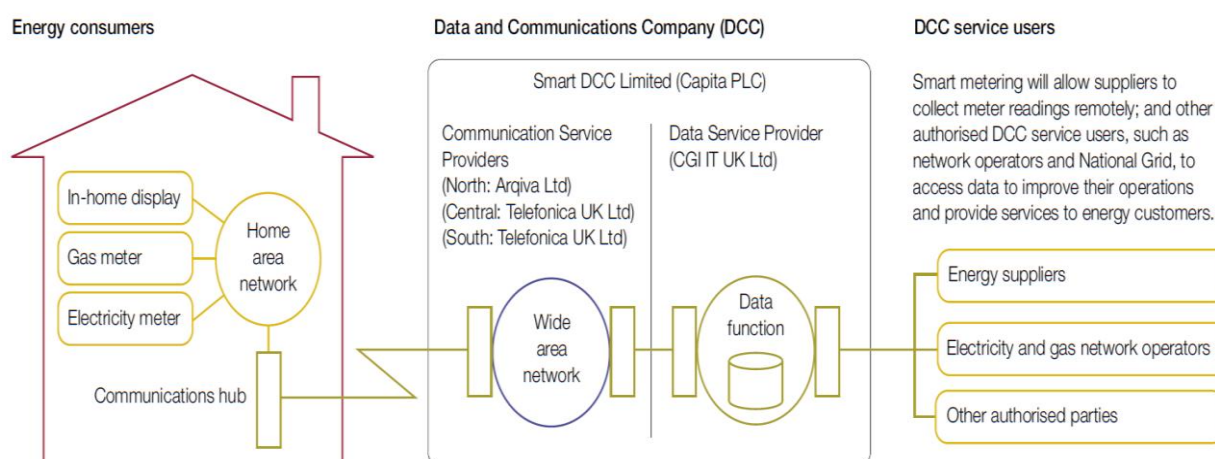 Energy consumers
In-home display
Gas meter
Electricity meter
Home
area
network
Communications hub
Data and Communications Company (DCC)
Smart DCC Limited (Capita PLC)
Communication Service
Providers
(North: Arqiva Ltd)
(Central: Telefonica UK Ltd)
(South: Telefonica UK Ltd)
Wide
area
network
Data Service Provider
(CGI IT UK Ltd)
Data
function
DCC service users
Smart metering will allow suppliers to
collect meter readings remotely; and other
authorised DCC service users, such as
network operators and National Grid, to
access data to improve their operations
and provide services to energy customers.
Energy suppliers
Electricity and gas network operators
Other authorised parties